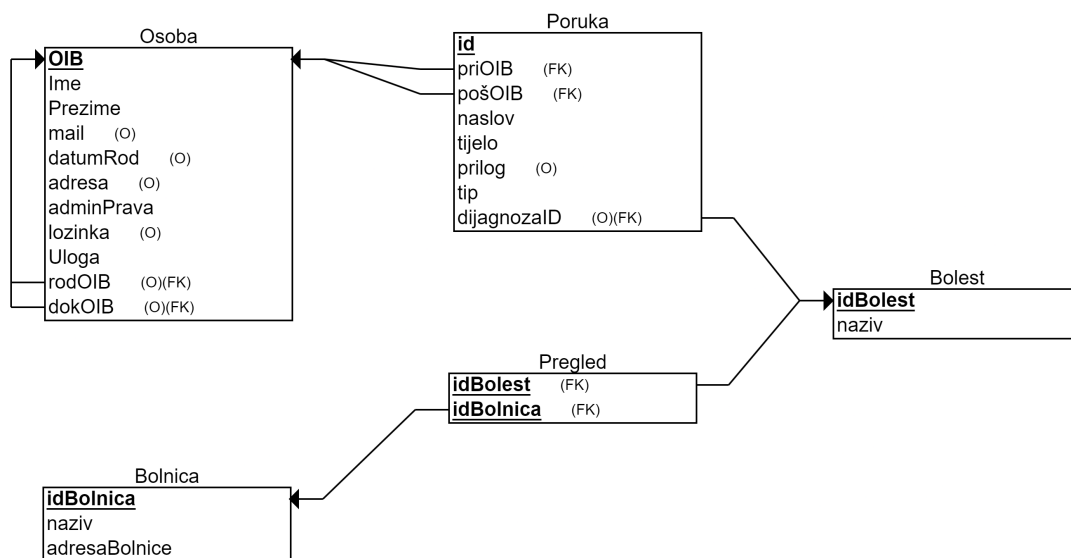 Osoba
OIB
Ime
Prezime
mail (O)
datumRod (O)
adresa (O)
adminPrava
lozinka (O)
Uloga
rodOIB (O)(FK)
dokOIB (O)(FK)
Poruka
id
priOIB (FK)
pošOIB (FK)
naslov
tijelo
prilog (O)
tip
dijagnozaID (O)(FK)
Bolest
idBolest
naziv
Pregled
idBolest (FK)
idBolnica (FK)
Bolnica
idBolnica
naziv
adresaBolnice